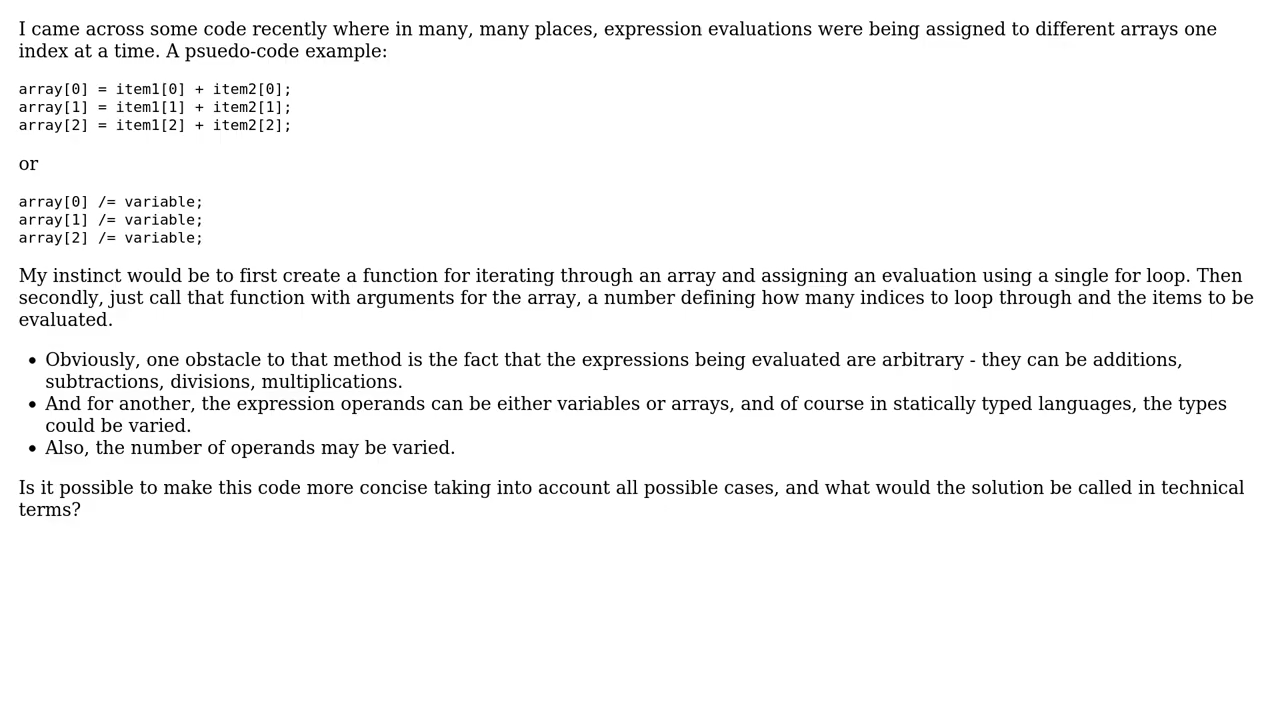 I came across some code recently where in many, many places, expression evaluations were being assigned to different arrays one
index at a time. A psuedo-code example:
array[0] = item1[0] + item2[0];
array[1] = item1[1] + item2[1];
array[2] = item1[2] + item2[2];
or
array[0] /= variable;
array[1] /= variable;
array[2] /= variable;
My instinct would be to first create a function for iterating through an array and assigning an evaluation using a single for loop. Then
secondly, just call that function with arguments for the array, a number defining how many indices to loop through and the items to be
evaluated.
• Obviously, one obstacle to that method is the fact that the expressions being evaluated are arbitrary - they can be additions,
subtractions, divisions, multiplications.
• And for another, the expression operands can be either variables or arrays, and of course in statically typed languages, the types
could be varied.
• Also, the number of operands may be varied.
Is it possible to make this code more concise taking into account all possible cases, and what would the solution be called in technical
terms?